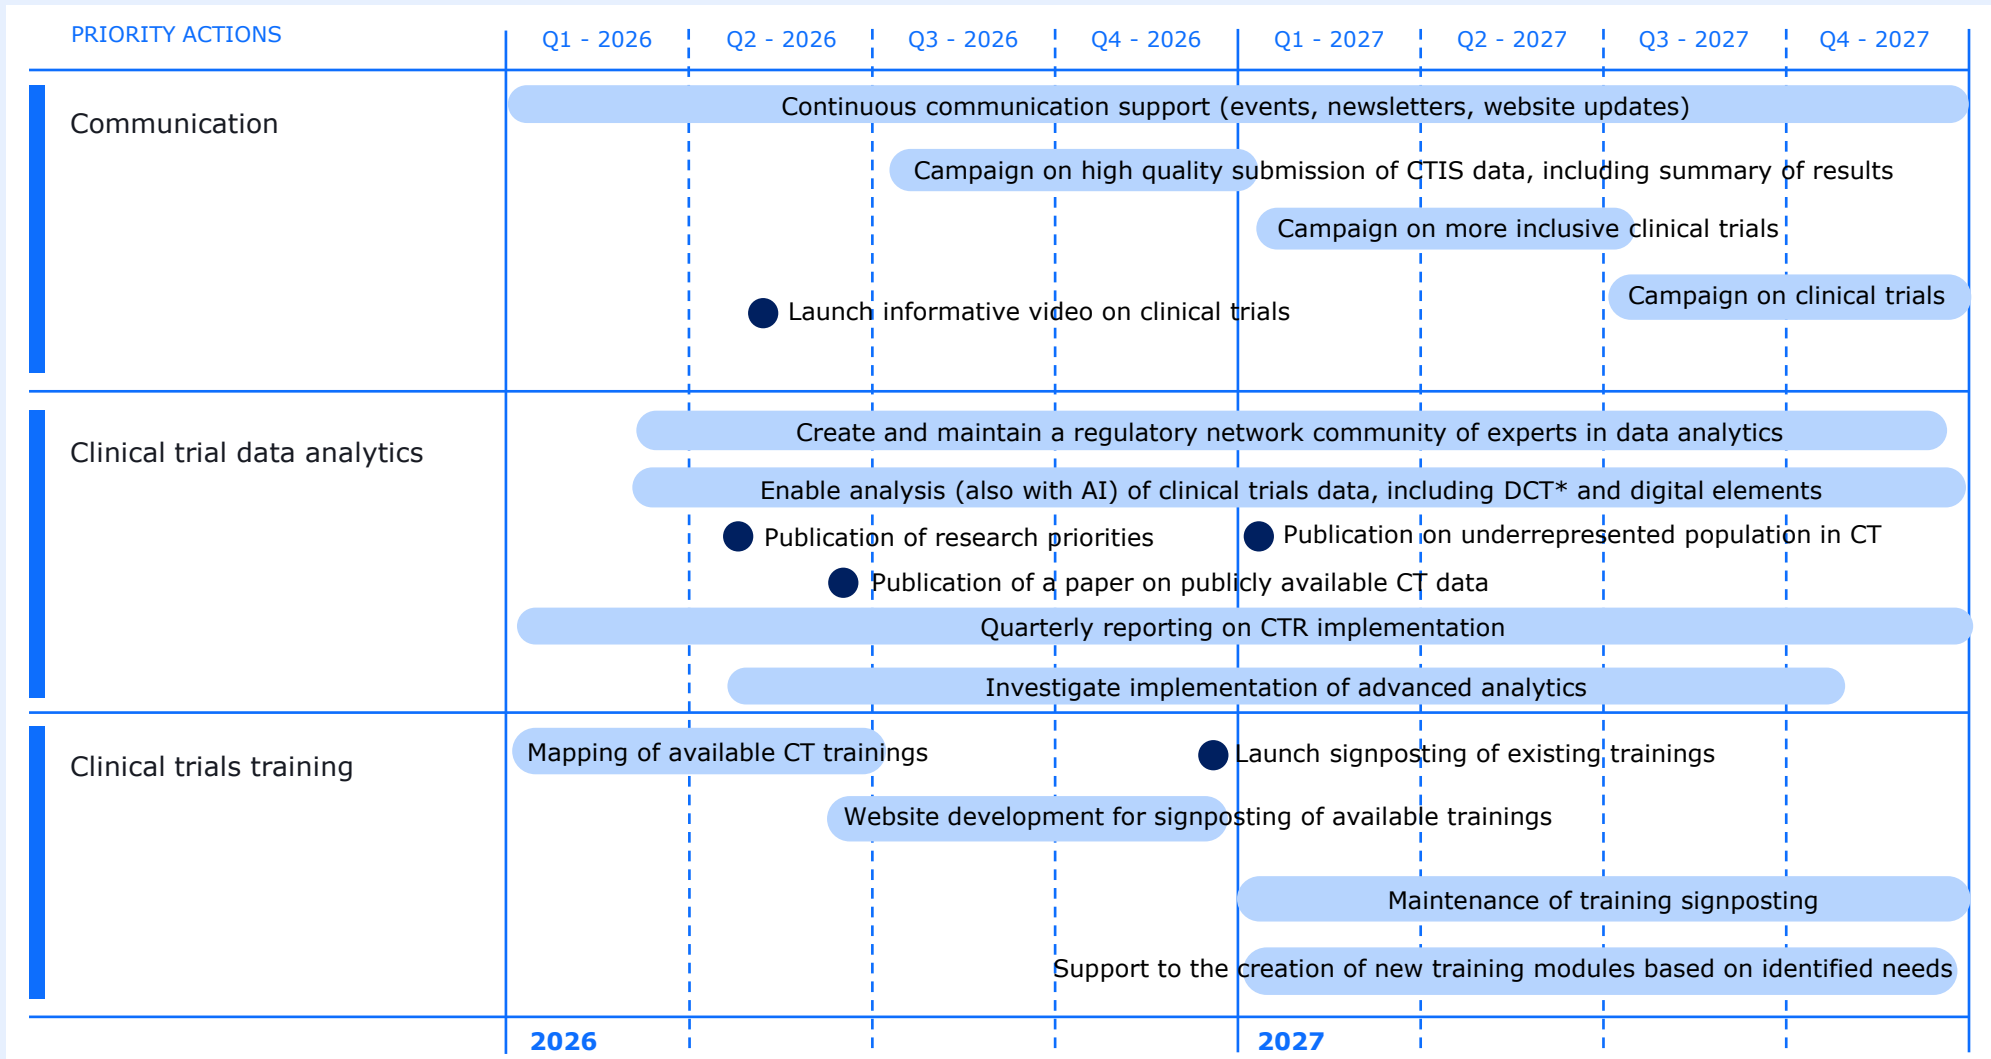 PRIORITY ACTIONS
Q1 - 2026
Q2 - 2026
Q3 - 2026
Q4 - 2026
Q1 - 2027
Q2 - 2027
Q3 - 2027
Q4 - 2027
Communication
Continuous communication support (events, newsletters, website updates)
Campaign on high quality submission of CTIS data, including summary of results
Campaign on more inclusive clinical trials
Campaign on clinical trials
Launch informative video on clinical trials
Clinical trial data analytics
Create and maintain a regulatory network community of experts in data analytics
Enable analysis (also with AI) of clinical trials data, including DCT* and digital elements
Publication of research priorities
Publication on underrepresented population in CT
Publication of a paper on publicly available CT data
Quarterly reporting on CTR implementation
Investigate implementation of advanced analytics
Clinical trials training
Mapping of available CT trainings
Launch signposting of existing trainings
Website development for signposting of available trainings
Maintenance of training signposting
Support to the creation of new training modules based on identified needs
2026
2027